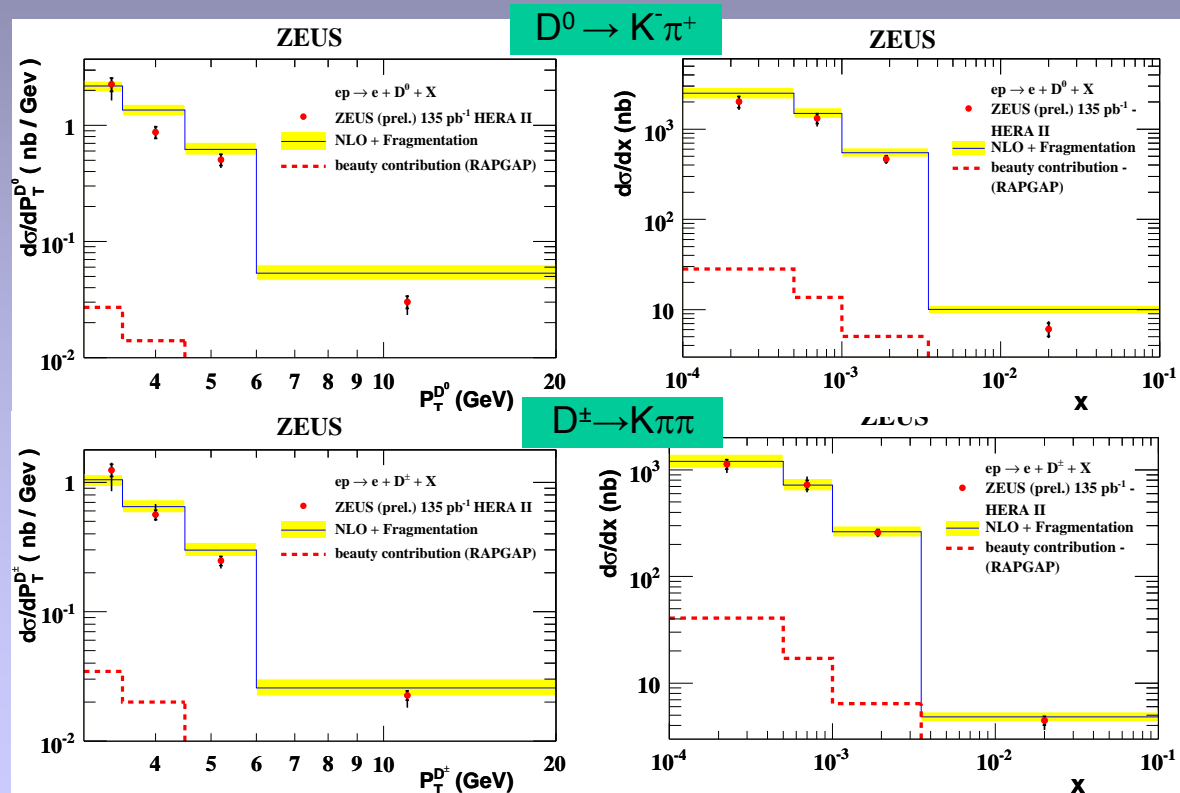 D⁰ → K⁻π⁺
ZEUS
dσ/dP_T^D⁰ ( nb / Gev)
1
10⁻¹
10⁻²
ep → e + D⁰ + X
ZEUS (prel.) 135 pb⁻¹ HERA II
NLO + Fragmentation
beauty contribution (RAPGAP)
4 5 6 7 8 9 10 20
P_T^D⁰ (GeV)
ZEUS
dσ/dx (nb)
10³
10²
10
ep → e + D⁰ + X
ZEUS (prel.) 135 pb⁻¹ -
HERA II
NLO + Fragmentation
beauty contribution -
(RAPGAP)
10⁻⁴ 10⁻³ 10⁻² 10⁻¹
x
D±→Kππ
ZEUS
dσ/dP_T^D± ( nb / Gev)
1
10⁻¹
10⁻²
ep → e + D± + X
ZEUS (prel.) 135 pb⁻¹ HERA II
NLO + Fragmentation
beauty contribution (RAPGAP)
4 5 6 7 8 9 10 20
P_T^D± (GeV)
ZEUS
dσ/dx (nb)
10³
10²
10
ep → e + D± + X
ZEUS (prel.) 135 pb⁻¹ -
HERA II
NLO + Fragmentation
beauty contribution -
(RAPGAP)
10⁻⁴ 10⁻³ 10⁻² 10⁻¹
x